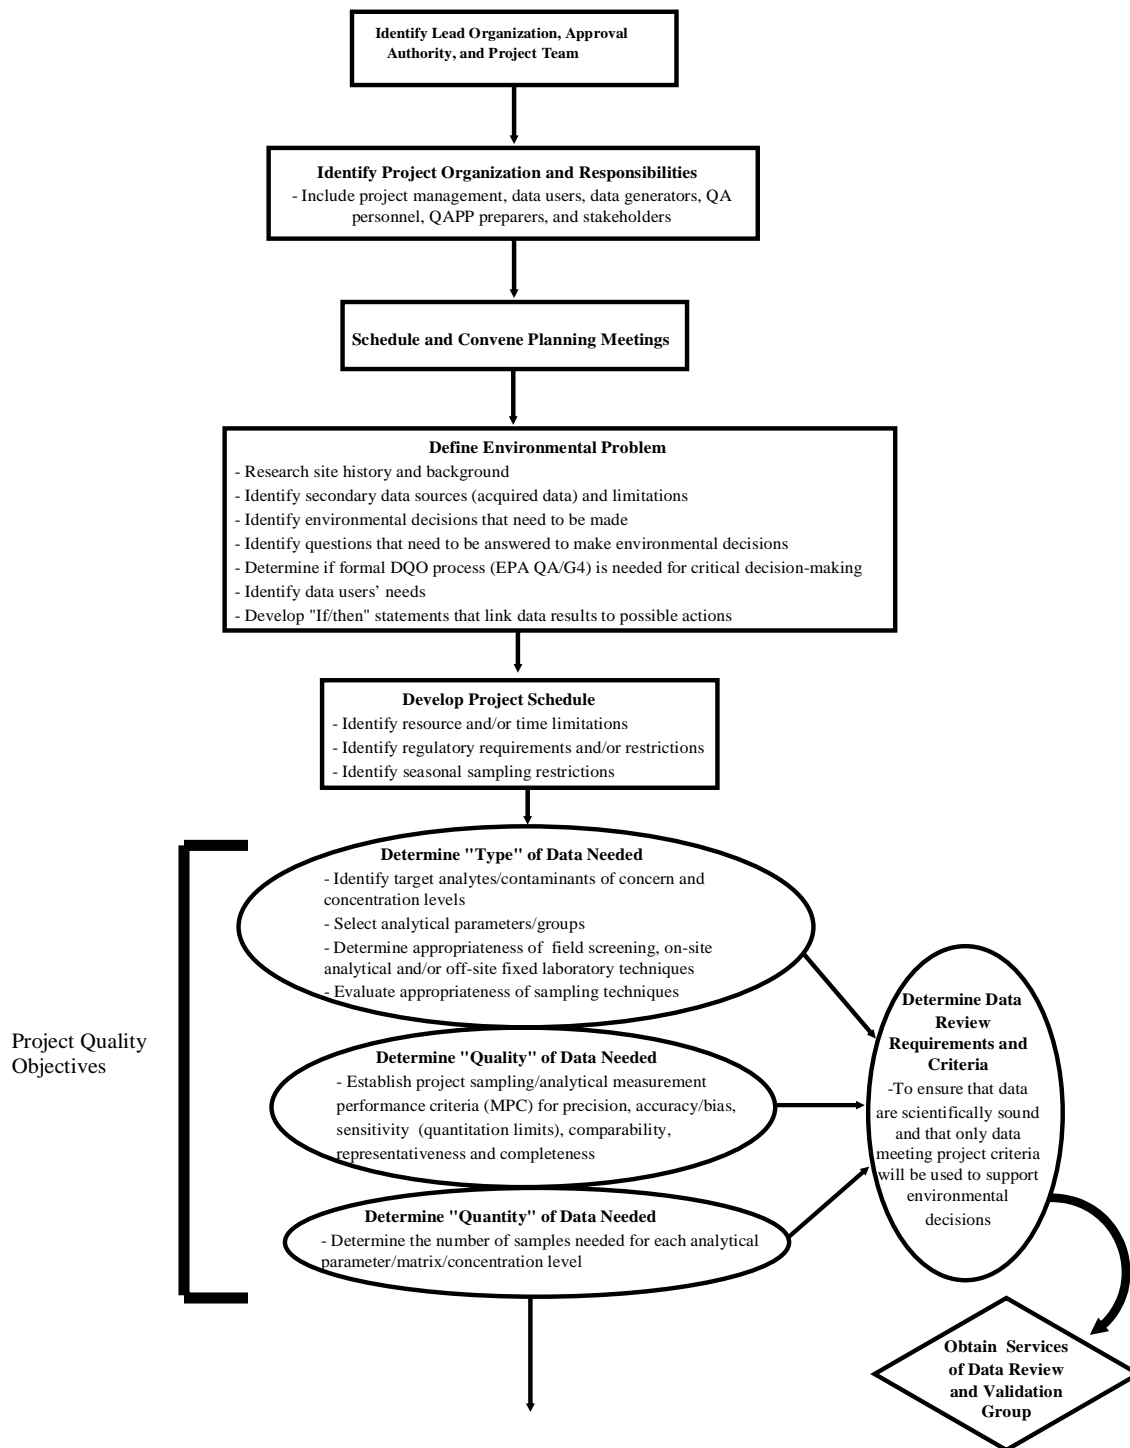 Identify Lead Organization, Approval
Authority, and Project Team
Identify Project Organization and Responsibilities
- Include project management, data users, data generators, QA
personnel, QAPP preparers, and stakeholders
Schedule and Convene Planning Meetings
Define Environmental Problem
- Research site history and background
- Identify secondary data sources (acquired data) and limitations
- Identify environmental decisions that need to be made
- Identify questions that need to be answered to make environmental decisions
- Determine if formal DQO process (EPA QA/G4) is needed for critical decision-making
- Identify data users’ needs
- Develop "If/then" statements that link data results to possible actions
Develop Project Schedule
- Identify resource and/or time limitations
- Identify regulatory requirements and/or restrictions
- Identify seasonal sampling restrictions
Project Quality
Objectives
Determine "Type" of Data Needed
- Identify target analytes/contaminants of concern and
concentration levels
- Select analytical parameters/groups
- Determine appropriateness of field screening, on-site
analytical and/or off-site fixed laboratory techniques
- Evaluate appropriateness of sampling techniques
Determine "Quality" of Data Needed
- Establish project sampling/analytical measurement
performance criteria (MPC) for precision, accuracy/bias,
sensitivity (quantitation limits), comparability,
representativeness and completeness
Determine "Quantity" of Data Needed
- Determine the number of samples needed for each analytical
parameter/matrix/concentration level
Determine Data
Review
Requirements and
Criteria
-To ensure that data
are scientifically sound
and that only data
meeting project criteria
will be used to support
environmental
decisions
Obtain Services
of Data Review
and Validation
Group